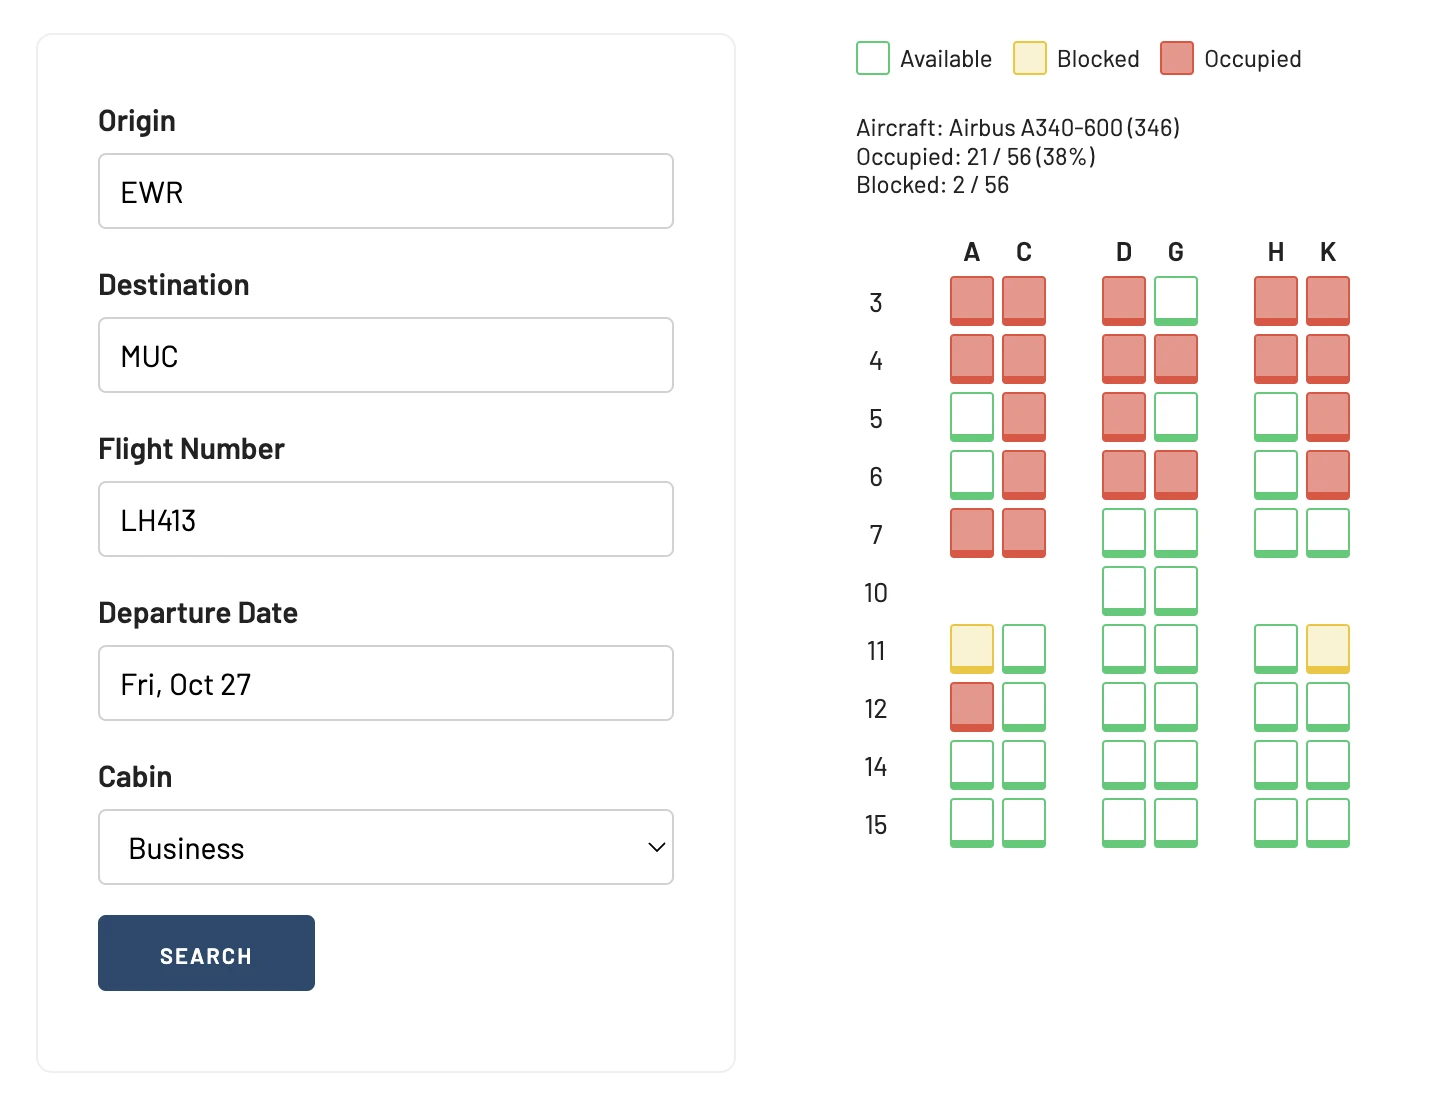 Origin
EWR
Destination
MUC
Flight Number
LH413
Departure Date
Fri, Oct 27
Cabin
Business
SEARCH
Available Blocked Occupied
Aircraft: Airbus A340-600 (346)
Occupied: 21 / 56 (38%)
Blocked: 2 / 56
A C D G H K
3
4
5
6
7
10
11
12
14
15